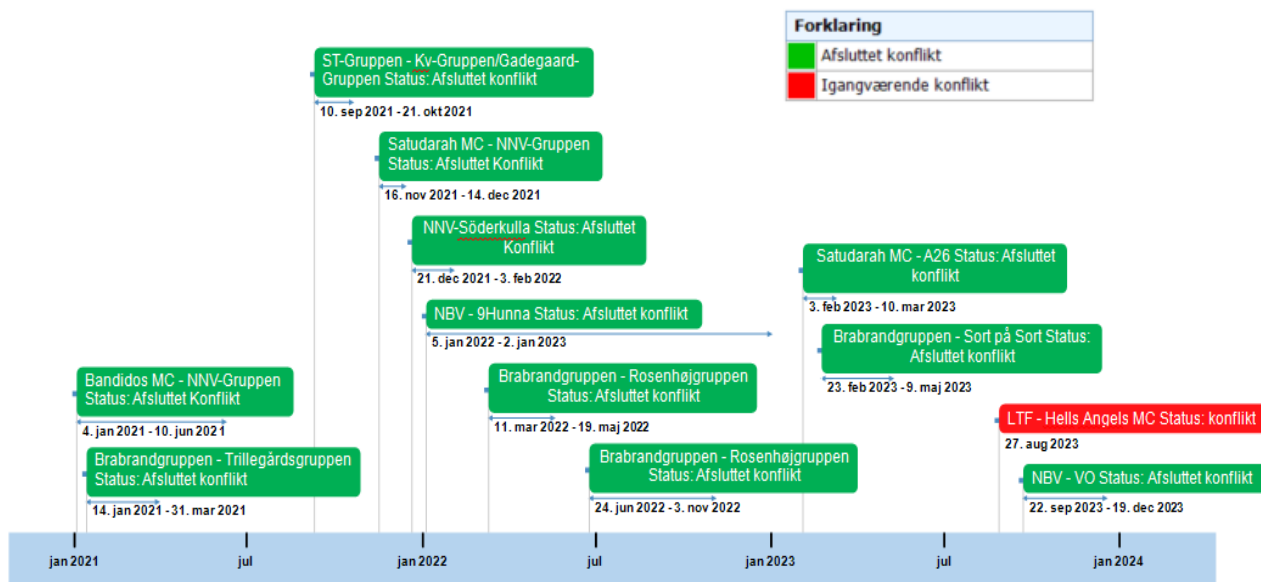 Forklaring
Afsluttet konflikt
Igangværende konflikt
ST-Gruppen - Kv-Gruppen/Gadegaard-
Gruppen Status: Afsluttet konflikt
10. sep 2021 - 21. okt 2021
Satudarah MC - NNV-Gruppen
Status: Afsluttet Konflikt
16. nov 2021 - 14. dec 2021
NNV-Söderkulla Status: Afsluttet
Konflikt
21. dec 2021 - 3. feb 2022
NBV - 9Hunna Status: Afsluttet konflikt
5. jan 2022 - 2. jan 2023
Bandidos MC - NNV-Gruppen
Status: Afsluttet Konflikt
4. jan 2021 - 10. jun 2021
Brabrandgruppen - Trillegårdsgruppen
Status: Afsluttet konflikt
14. jan 2021 - 31. mar 2021
Brabrandgruppen - Rosenhøjgruppen
Status: Afsluttet konflikt
11. mar 2022 - 19. maj 2022
Brabrandgruppen - Rosenhøjgruppen
Status: Afsluttet konflikt
24. jun 2022 - 3. nov 2022
Satudarah MC - A26 Status: Afsluttet
konflikt
3. feb 2023 - 10. mar 2023
Brabrandgruppen - Sort på Sort Status:
Afsluttet konflikt
23. feb 2023 - 9. maj 2023
LTF - Hells Angels MC Status: konflikt
27. aug 2023
NBV - VO Status: Afsluttet konflikt
22. sep 2023 - 19. dec 2023
jan 2021
jul
jan 2022
jul
jan 2023
jul
jan 2024